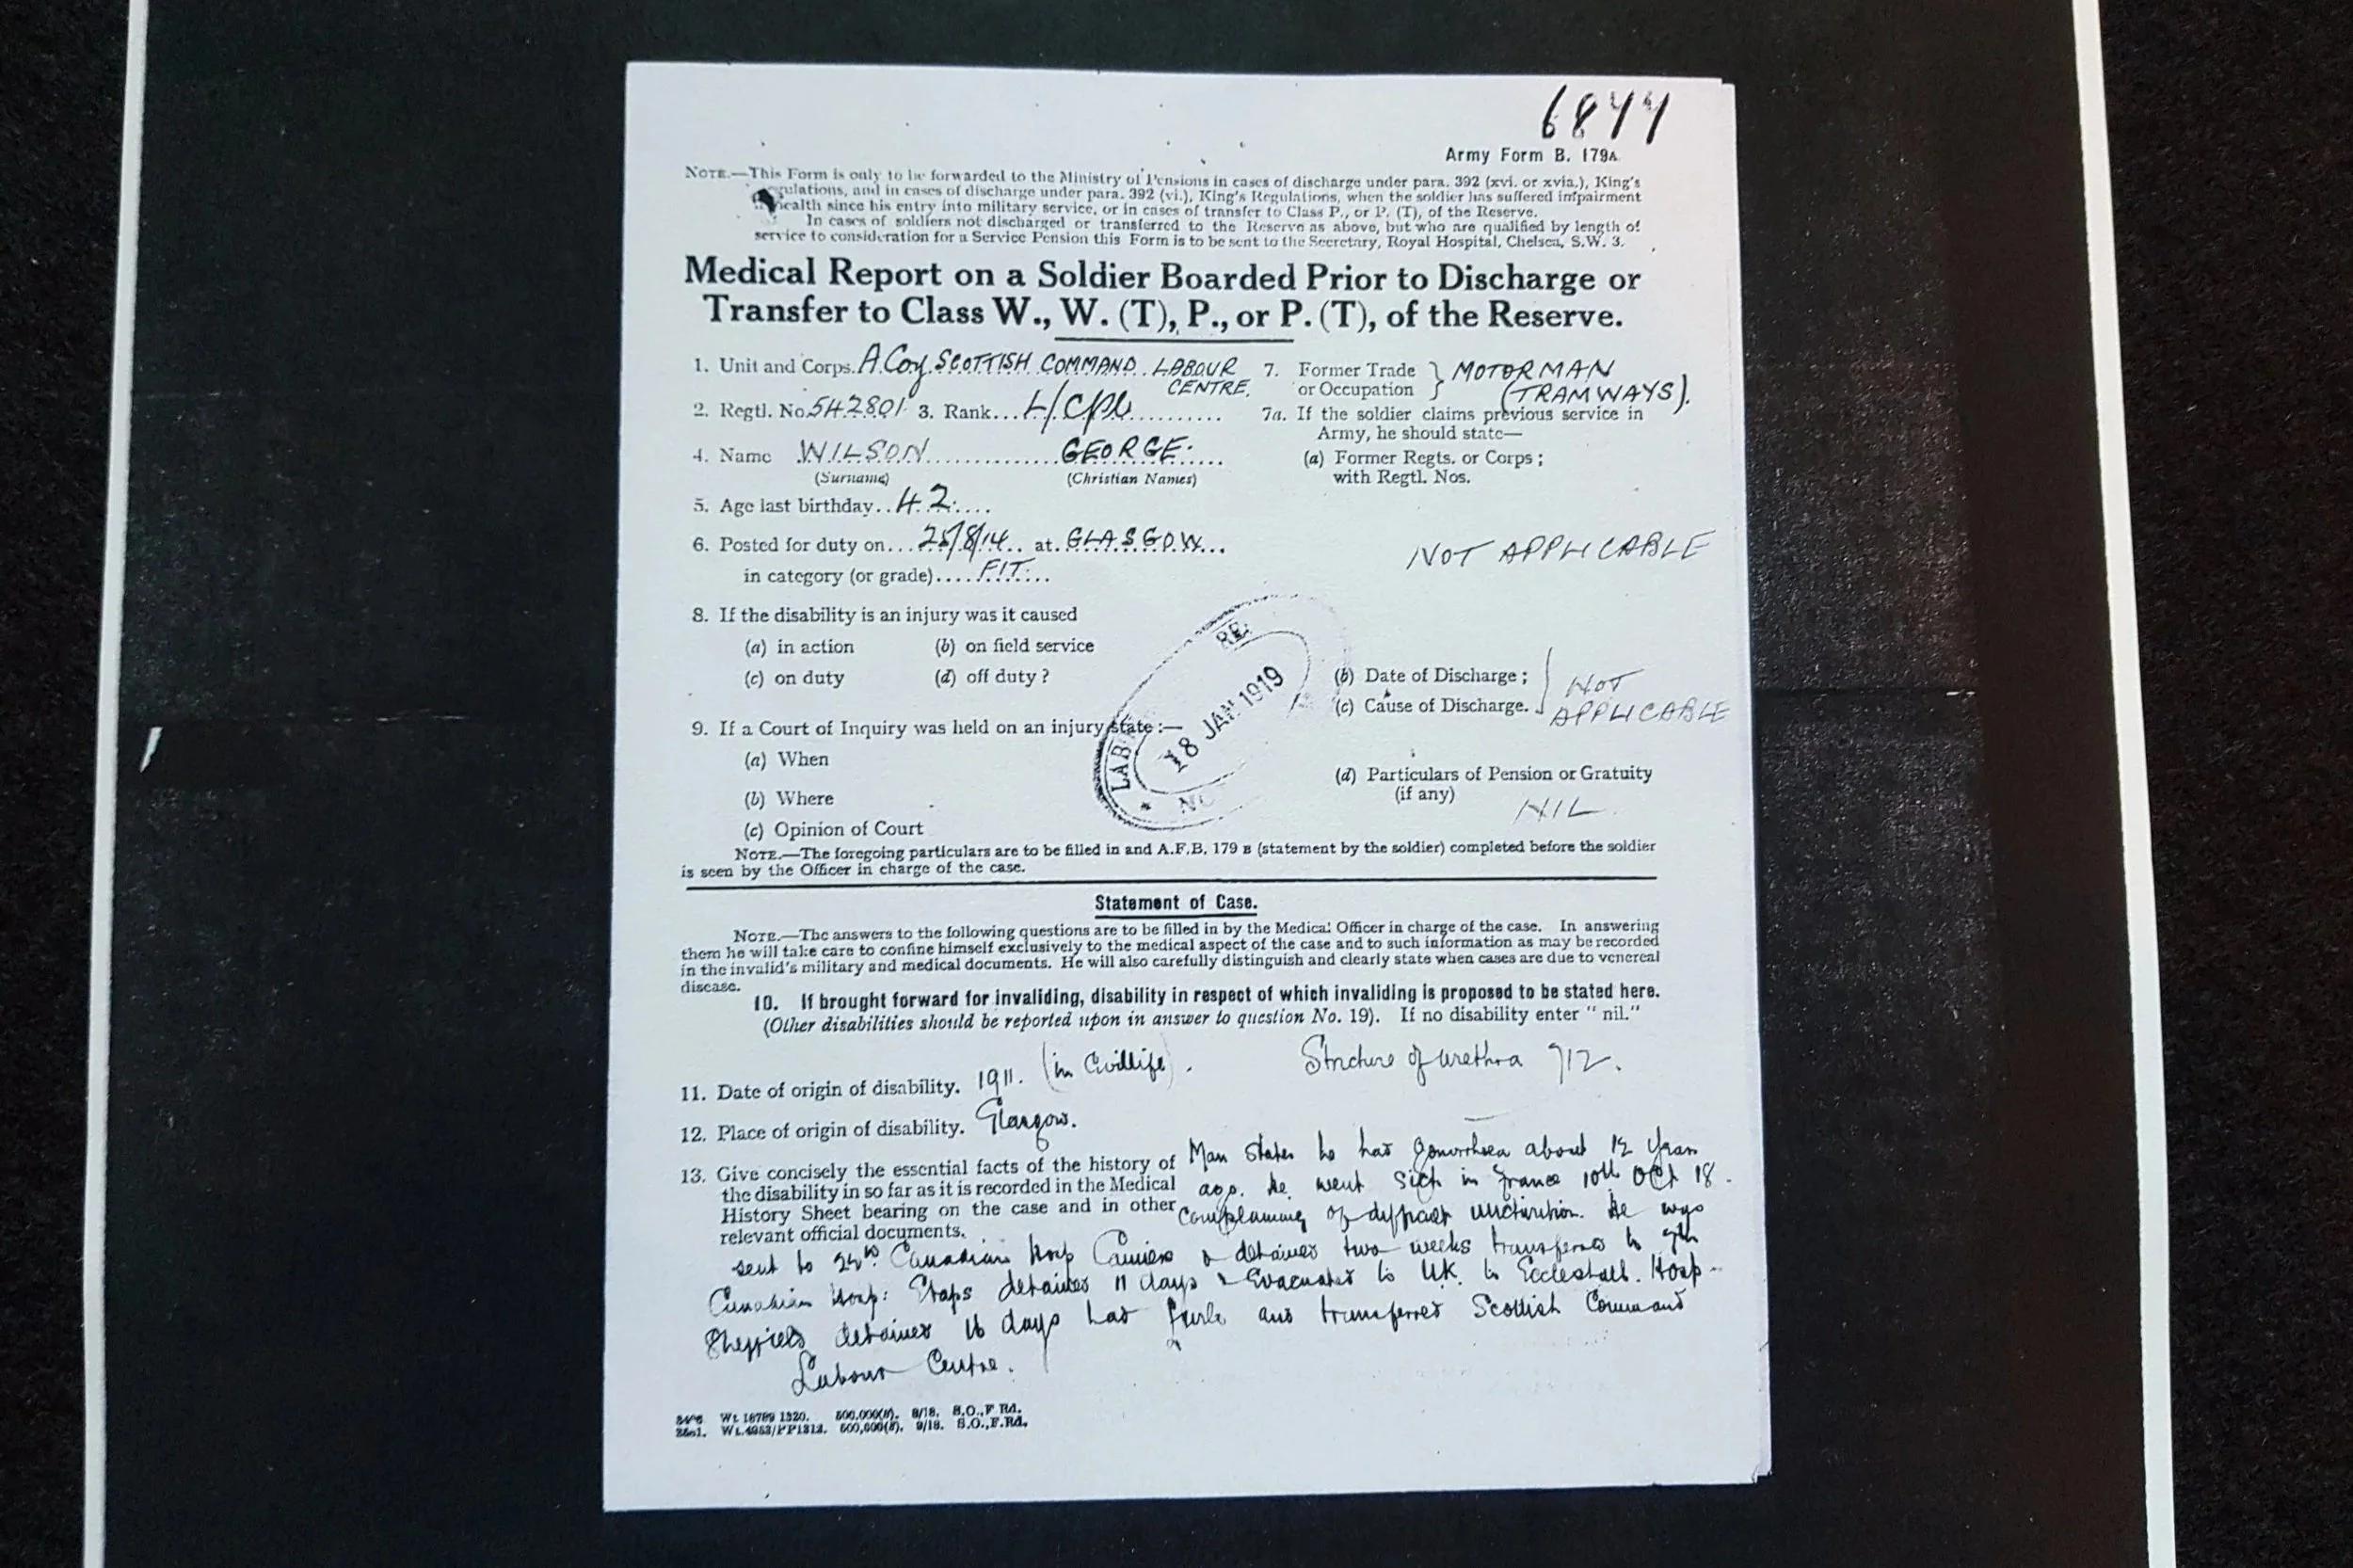 6844
Army Form B. 179A
NOTE.—This Form is only to be forwarded to the Ministry of Pensions in cases of discharge under para. 392 (xvi. or xvia.), King's
gulations, and in cases of discharge under para. 392 (vi.), King's Regulations, when the soldier has suffered impairment
health since his entry into military service, or in cases of transfer to Class P., or P. (T), of the Reserve.
In cases of soldiers not discharged or transferred to the Reserve as above, but who are qualified by length of
service to consideration for a Service Pension this Form is to be sent to the Secretary, Royal Hospital, Chelsea, S.W. 3.
Medical Report on a Soldier Boarded Prior to Discharge or
Transfer to Class W., W. (T), P., or P. (T), of the Reserve.
1. Unit and Corps. A Coy. SCOTTISH COMMAND LABOUR
CENTRE.
2. Regtl. No. 542801 3. Rank... L/Cpl
4. Name WILSON GEORGE.
(Surname) (Christian Names)
5. Age last birthday.. 42
6. Posted for duty on... 25/8/14 at GLASGOW
in category (or grade).... FIT
7. Former Trade or Occupation } MOTORMAN
(TRAMWAYS).
7a. If the soldier claims previous service in
Army, he should state—
(a) Former Regts. or Corps;
with Regtl. Nos.
NOT APPLICABLE
8. If the disability is an injury was it caused
(a) in action (b) on field service
(c) on duty (d) off duty?
(b) Date of Discharge;
(c) Cause of Discharge.
NOT
APPLICABLE
9. If a Court of Inquiry was held on an injury state:—
(a) When
(b) Where
(c) Opinion of Court
(d) Particulars of Pension or Gratuity
(if any)
NIL
18 JAN 1919
NOTE.—The foregoing particulars are to be filled in and A.F.B. 179 B (statement by the soldier) completed before the soldier
is seen by the Officer in charge of the case.
Statement of Case.
NOTE.—The answers to the following questions are to be filled in by the Medical Officer in charge of the case. In answering
them he will take care to confine himself exclusively to the medical aspect of the case and to such information as may be recorded
in the invalid's military and medical documents. He will also carefully distinguish and clearly state when cases are due to venereal
disease.
10. If brought forward for invaliding, disability in respect of which invaliding is proposed to be stated here.
(Other disabilities should be reported upon in answer to question No. 19). If no disability enter "nil."
Stricture of urethra 712.
11. Date of origin of disability. 1911. (in Civil life).
12. Place of origin of disability. Glasgow.
13. Give concisely the essential facts of the history of
the disability in so far as it is recorded in the Medical
History Sheet bearing on the case and in other
relevant official documents.
Man states he had gonorrhoea about 12 years
ago. He went sick in France 10th Oct 18.
complaining of difficult micturition. He was
sent to Canadian Hosp Camiers & detained two weeks transferred to 7th
Canadian Hosp: Etaps detained 11 days & Evacuated to U.K. to Eccleshall. Hosp-
Sheffield detained 16 days had furlo and transferred Scottish Command
Labour Centre.
Wt. 18789 1320. 500,000(8). 8/18. S.O., F. Rd.
9/18. S.O., F. Rd.